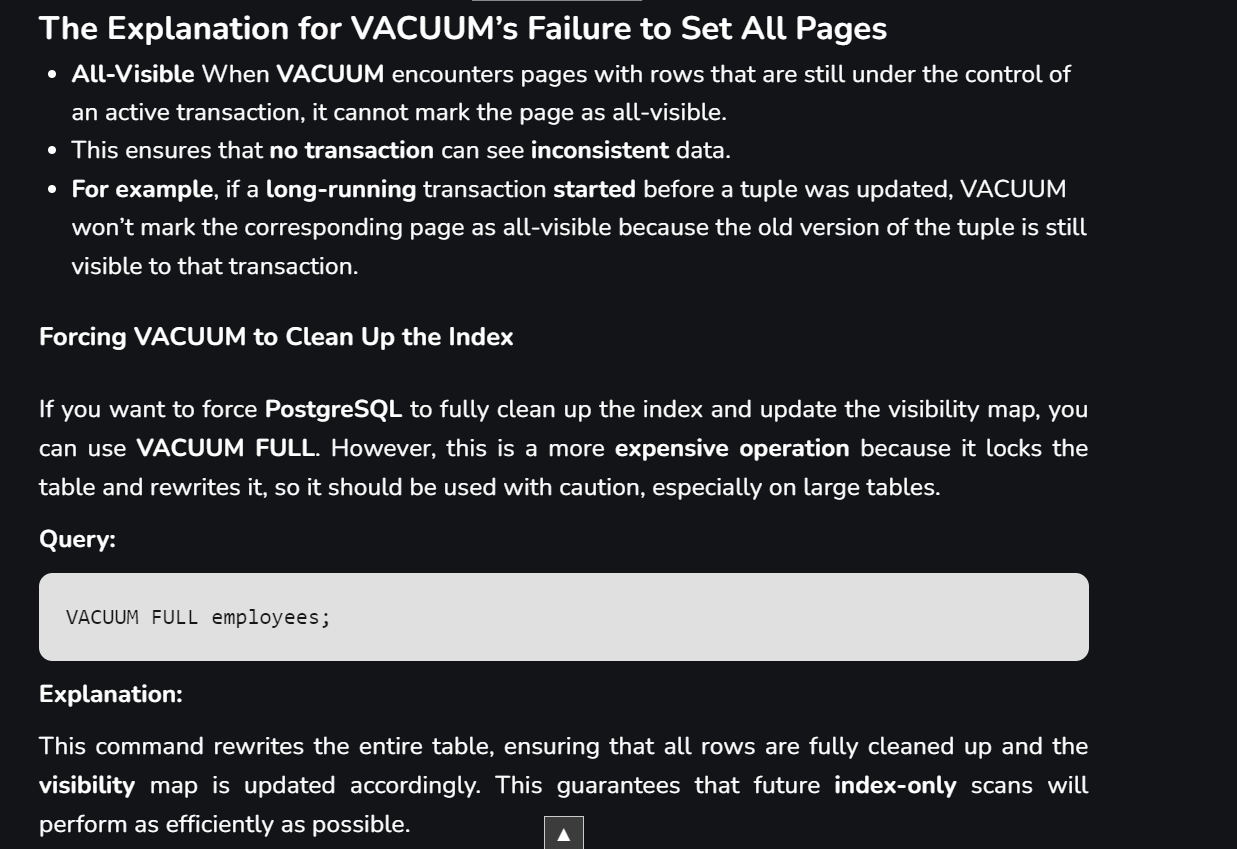 The Explanation for VACUUM’s Failure to Set All Pages
• All-Visible When VACUUM encounters pages with rows that are still under the control of
an active transaction, it cannot mark the page as all-visible.
• This ensures that no transaction can see inconsistent data.
• For example, if a long-running transaction started before a tuple was updated, VACUUM
won’t mark the corresponding page as all-visible because the old version of the tuple is still
visible to that transaction.
Forcing VACUUM to Clean Up the Index
If you want to force PostgreSQL to fully clean up the index and update the visibility map, you
can use VACUUM FULL. However, this is a more expensive operation because it locks the
table and rewrites it, so it should be used with caution, especially on large tables.
Query:
VACUUM FULL employees;
Explanation:
This command rewrites the entire table, ensuring that all rows are fully cleaned up and the
visibility map is updated accordingly. This guarantees that future index-only scans will
perform as efficiently as possible.